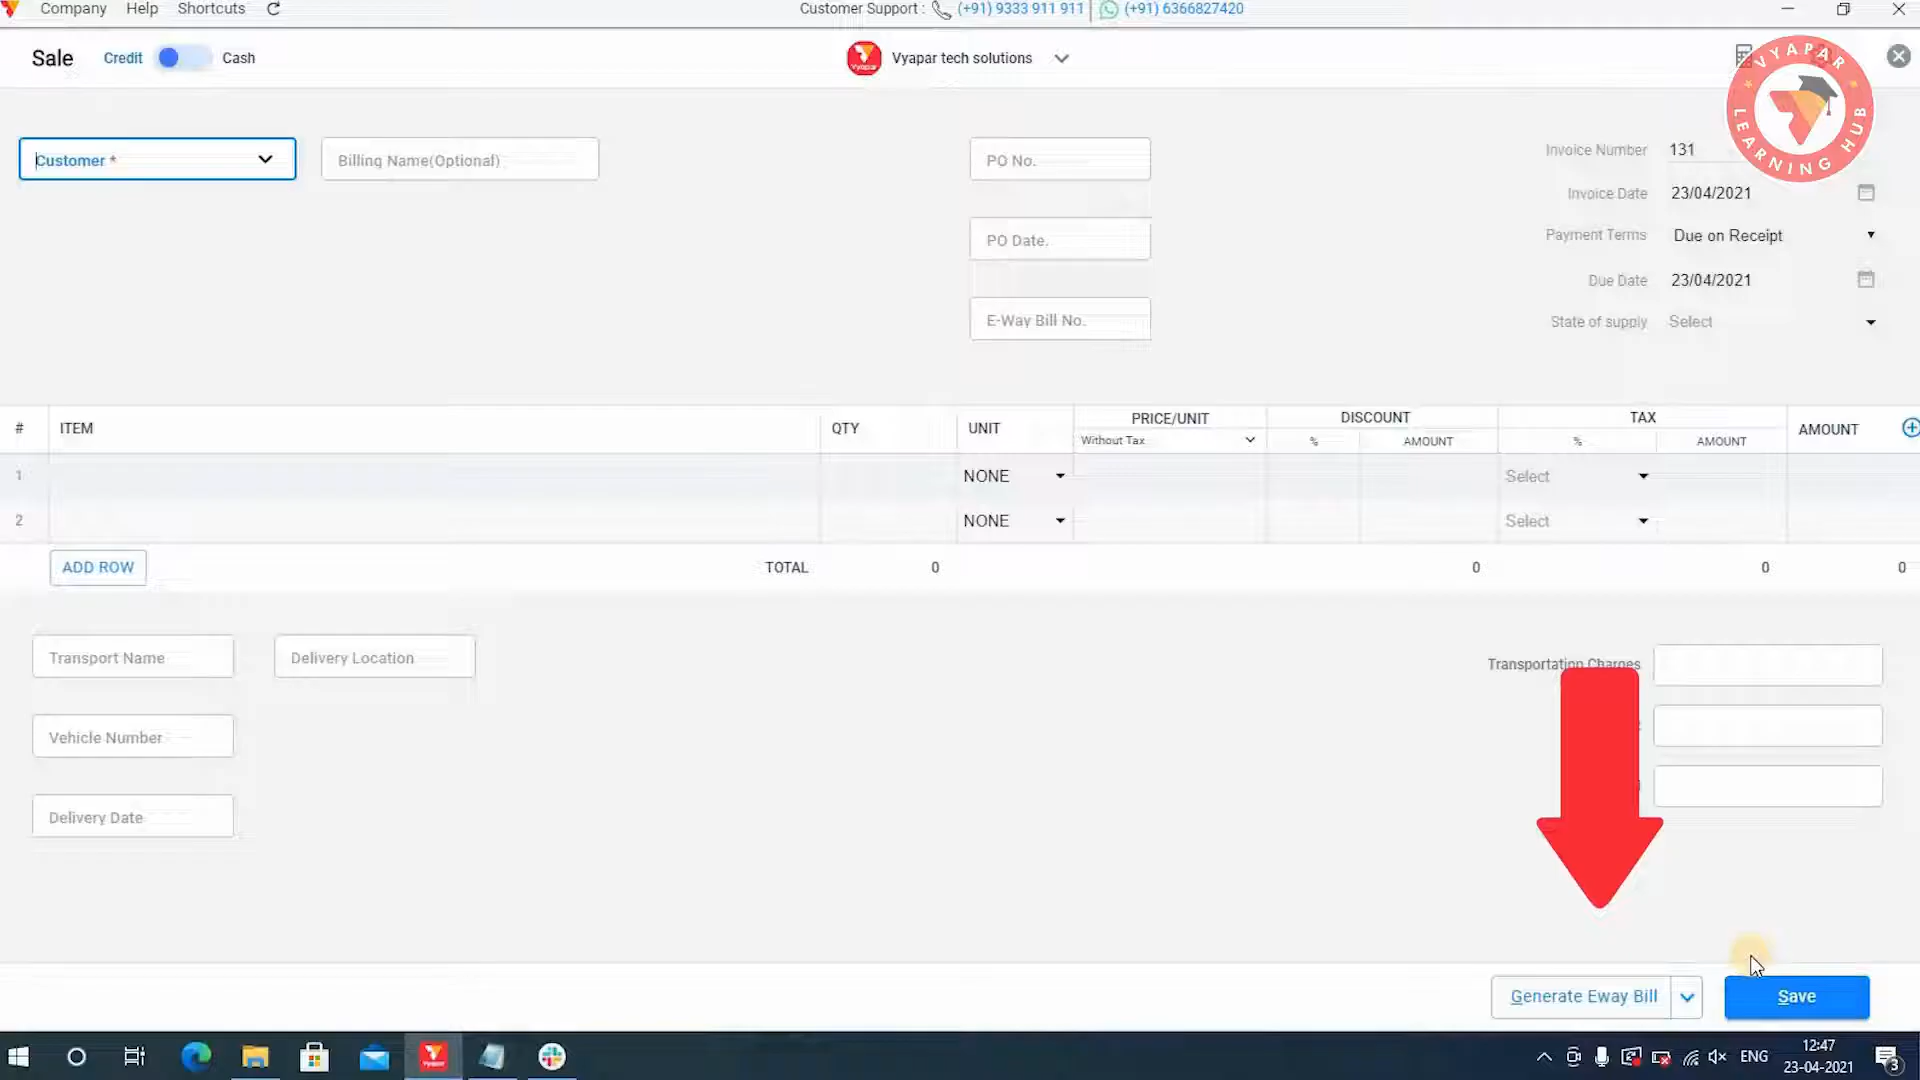 Company Help Shortcuts
Customer Support : (+91) 9333 911 911 (+91) 6366827420
Sale Credit Cash
Vyapar tech solutions
VYAPAR
LEARNING HUB
Customer *
Billing Name(Optional)
PO No.
Invoice Number 131
Invoice Date 23/04/2021
PO Date.
Payment Terms Due on Receipt
Due Date 23/04/2021
E-Way Bill No.
State of supply Select
# ITEM QTY UNIT PRICE/UNIT DISCOUNT TAX AMOUNT
Without Tax % AMOUNT % AMOUNT
1 NONE Select
2 NONE Select
ADD ROW TOTAL 0 0 0 0
Transport Name
Delivery Location
Transportation Charges
Vehicle Number
Delivery Date
Generate Eway Bill
Save
Vyapar
ENG
12:47
23-04-2021
3